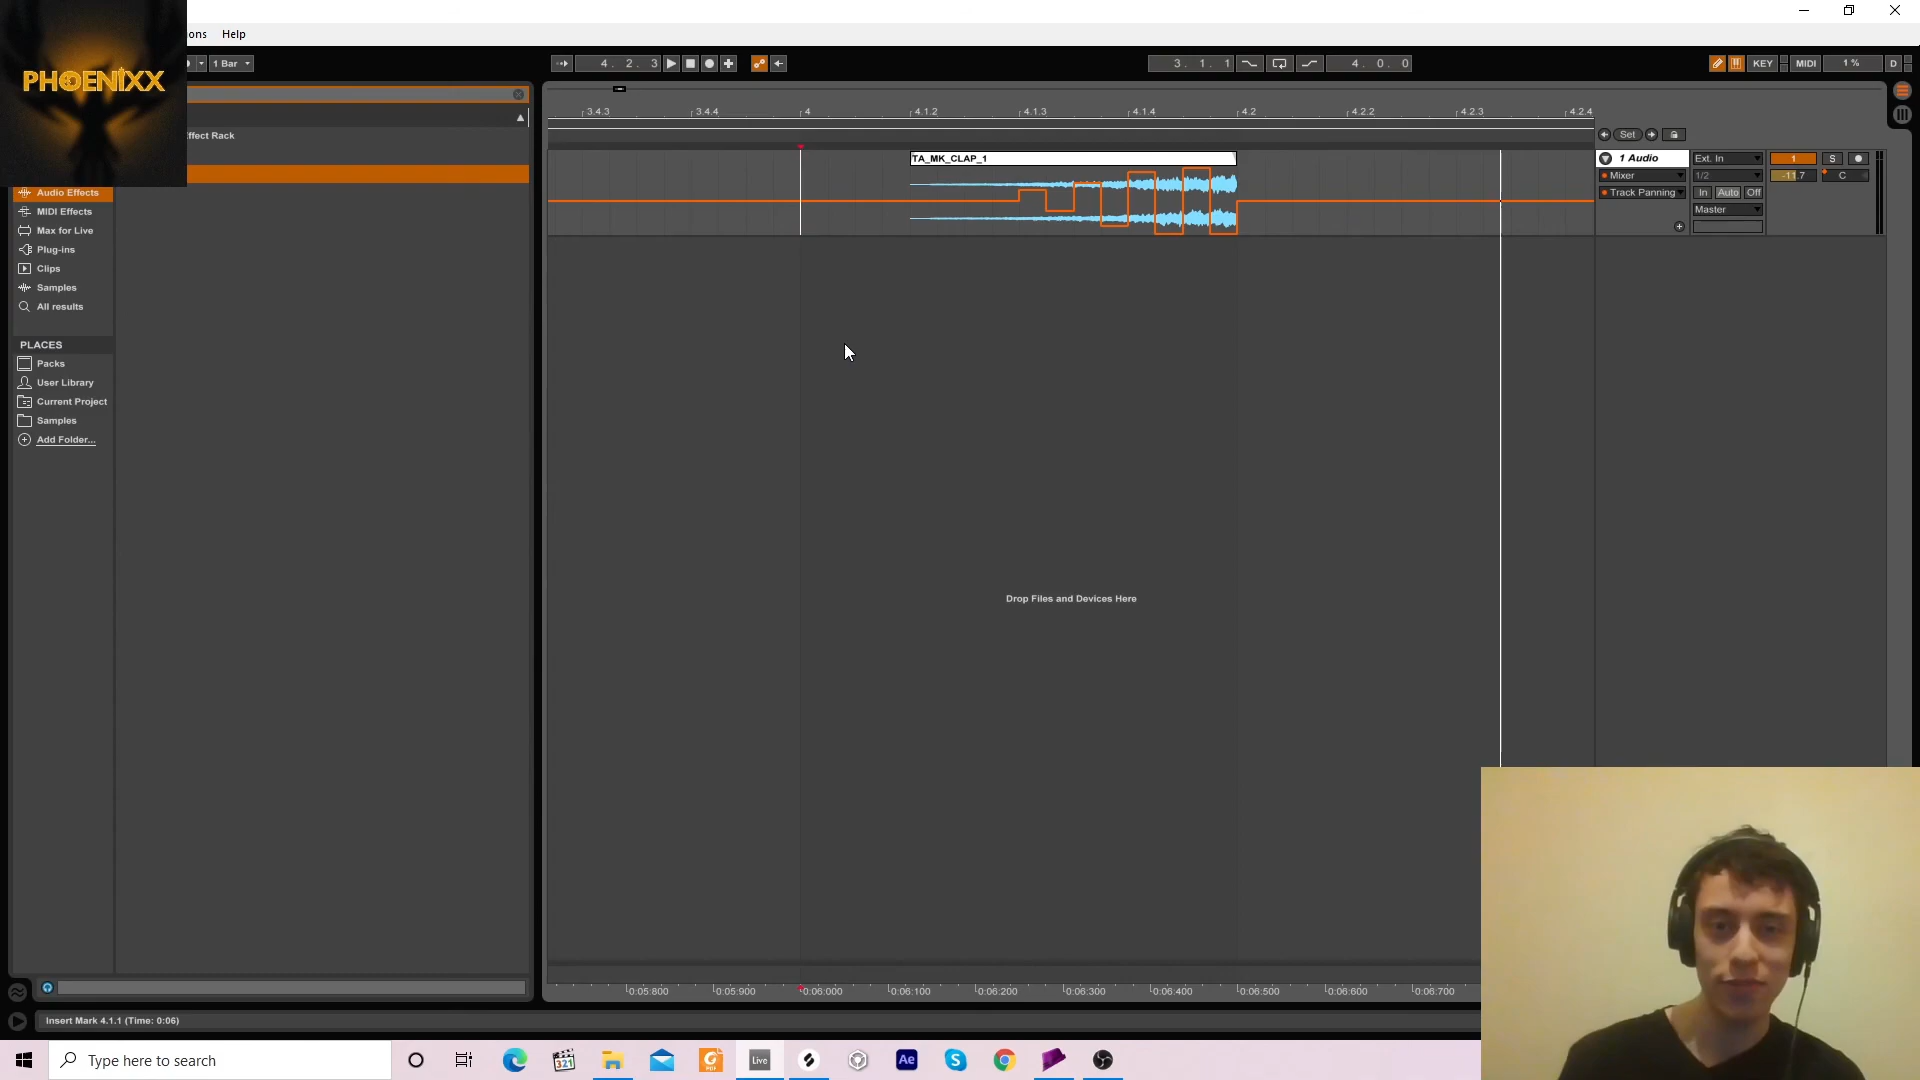 PHOENIXX
ons Help
1 Bar
4. 2. 3
3. 1. 1
4. 0. 0
KEY
MIDI
1 %
D
3.4.3
3.4.4
4
4.1.2
4.1.3
4.1.4
4.2
4.2.2
4.2.3
4.2.4
ffect Rack
Set
TA_MK_CLAP_1
1 Audio
Ext. In
1
S
Mixer
1/2
-11.7
C
Track Panning
In Auto Off
Master
Audio Effects
MIDI Effects
Max for Live
Plug-ins
Clips
Samples
All results
PLACES
Packs
User Library
Current Project
Samples
Add Folder...
Drop Files and Devices Here
0:05:800
0:05:900
0:06:000
0:06:100
0:06:200
0:06:300
0:06:400
0:06:500
0:06:600
0:06:700
Insert Mark 4.1.1 (Time: 0:06)
Type here to search
321
PDF
Live
Ae
S